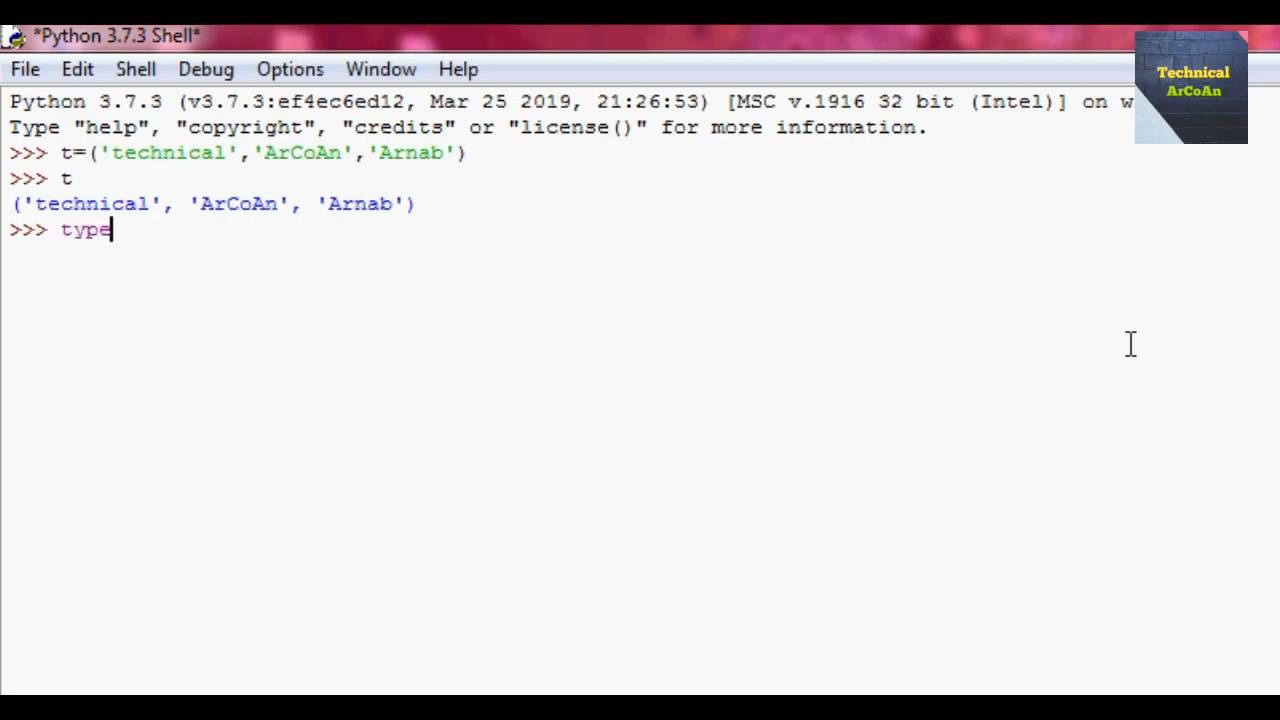 *Python 3.7.3 Shell*
File Edit Shell Debug Options Window Help
Python 3.7.3 (v3.7.3:ef4ec6ed12, Mar 25 2019, 21:26:53) [MSC v.1916 32 bit (Intel)] on w
Type "help", "copyright", "credits" or "license()" for more information.
>>> t=('technical','ArCoAn','Arnab')
>>> t
('technical', 'ArCoAn', 'Arnab')
>>> type
Technical
ArCoAn